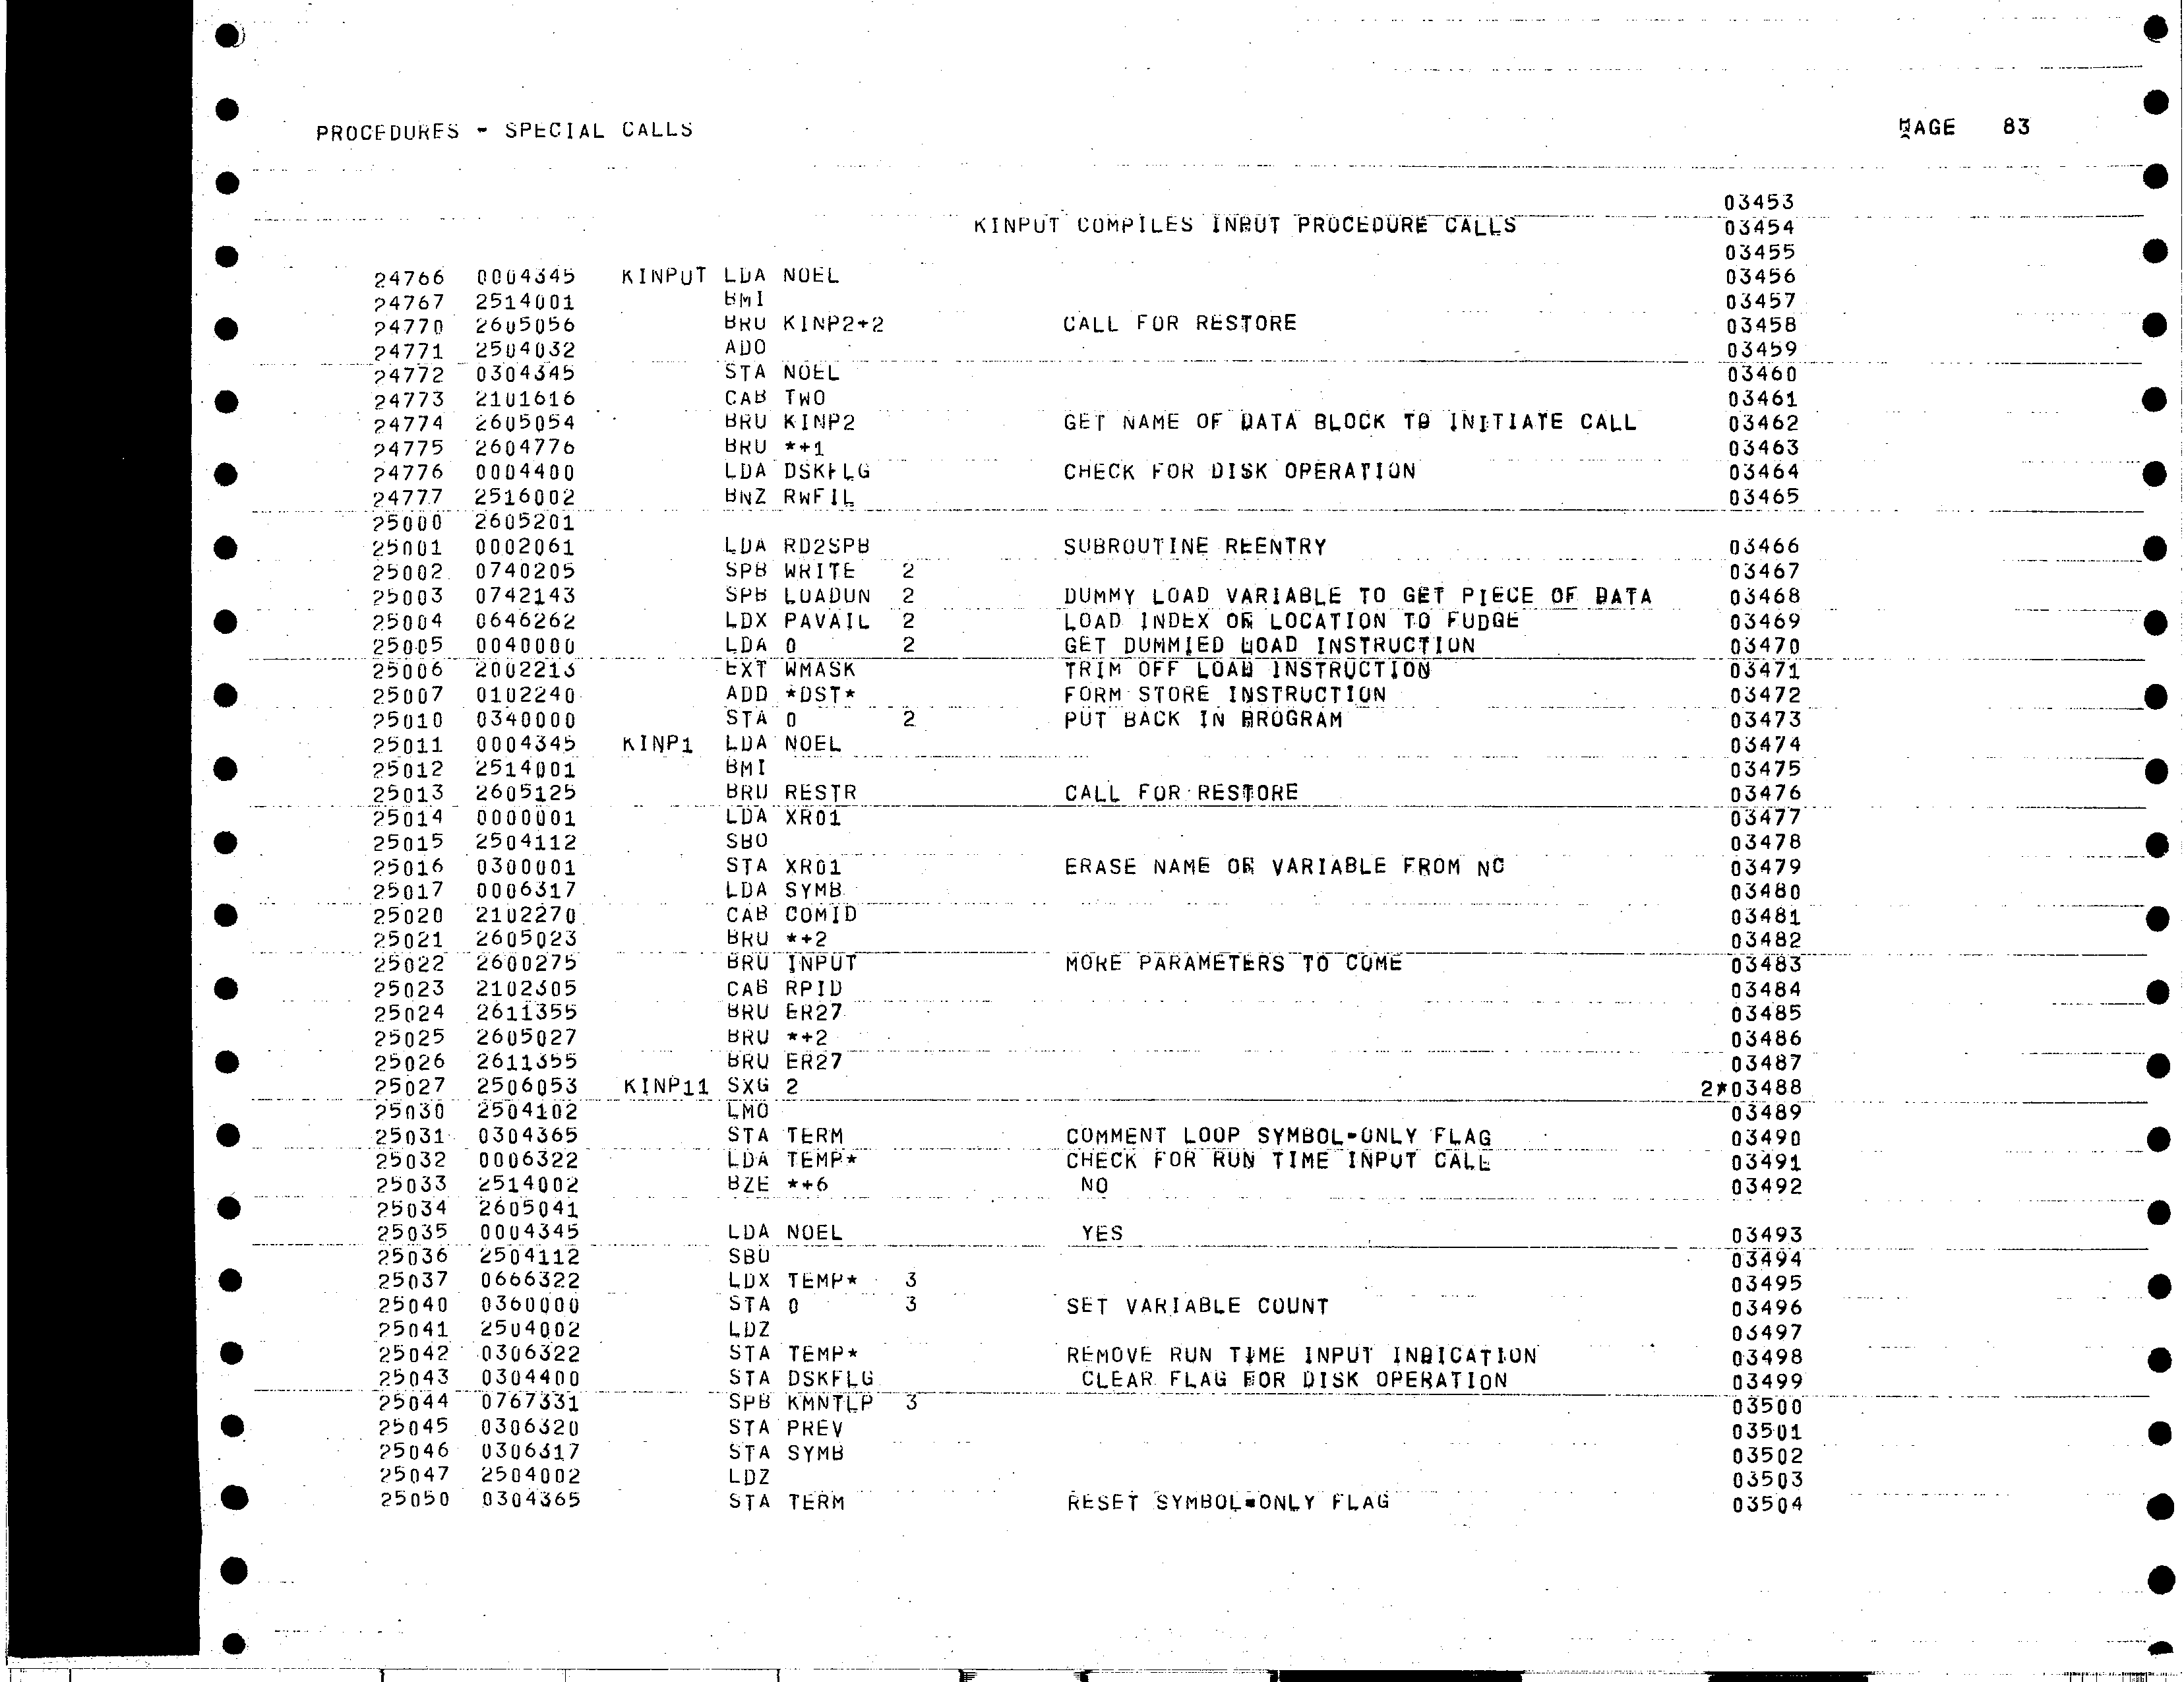 PROCEDURES - SPECIAL CALLS PAGE 83
03453
KINPUT COMPILES INPUT PROCEDURE CALLS 03454
03455
24766 0004345 KINPUT LDA NOEL 03456
24767 2514001 BMI 03457
24770 2605056 BRU KINP2+2 CALL FOR RESTORE 03458
24771 2504032 ADO 03459
24772 0304345 STA NOEL 03460
24773 2101616 CAB TWO 03461
24774 2605054 BRU KINP2 GET NAME OF DATA BLOCK TO INITIATE CALL 03462
24775 2604776 BRU *+1 03463
24776 0004400 LDA DSKFLG CHECK FOR DISK OPERATION 03464
24777 2516002 BNZ RWFIL 03465
25000 2605201
25001 0002061 LDA RD2SPB SUBROUTINE REENTRY 03466
25002 0740205 SPB WRITE 2 03467
25003 0742143 SPB LOADUN 2 DUMMY LOAD VARIABLE TO GET PIECE OF DATA 03468
25004 0646262 LDX PAVAIL 2 LOAD INDEX OR LOCATION TO FUDGE 03469
25005 0040000 LDA 0 2 GET DUMMIED LOAD INSTRUCTION 03470
25006 2002213 EXT WMASK TRIM OFF LOAD INSTRUCTION 03471
25007 0102240 ADD *DST* FORM STORE INSTRUCTION 03472
25010 0340000 STA 0 2 PUT BACK IN PROGRAM 03473
25011 0004345 KINP1 LDA NOEL 03474
25012 2514001 BMI 03475
25013 2605125 BRU RESTR CALL FOR RESTORE 03476
25014 0000001 LDA XR01 03477
25015 2504112 SBO 03478
25016 0300001 STA XR01 ERASE NAME OR VARIABLE FROM NC 03479
25017 0006317 LDA SYMB 03480
25020 2102270 CAB COMID 03481
25021 2605023 BRU *+2 03482
25022 2600275 BRU INPUT MORE PARAMETERS TO COME 03483
25023 2102305 CAB RPID 03484
25024 2611355 BRU ER27 03485
25025 2605027 BRU *+2 03486
25026 2611355 BRU ER27 03487
25027 2506053 KINP11 SXG 2 2*03488
25030 2504102 LMO 03489
25031 0304365 STA TERM COMMENT LOOP SYMBOL-ONLY FLAG 03490
25032 0006322 LDA TEMP* CHECK FOR RUN TIME INPUT CALL 03491
25033 2514002 BZE *+6 NO 03492
25034 2605041
25035 0004345 LDA NOEL YES 03493
25036 2504112 SBO 03494
25037 0666322 LDX TEMP* 3 03495
25040 0360000 STA 0 3 SET VARIABLE COUNT 03496
25041 2504002 LDZ 03497
25042 0306322 STA TEMP* REMOVE RUN TIME INPUT INDICATION 03498
25043 0304400 STA DSKFLG CLEAR FLAG FOR DISK OPERATION 03499
25044 0767331 SPB KMNTLP 3 03500
25045 0306320 STA PREV 03501
25046 0306317 STA SYMB 03502
25047 2504002 LDZ 03503
25050 0304365 STA TERM RESET SYMBOL-ONLY FLAG 03504